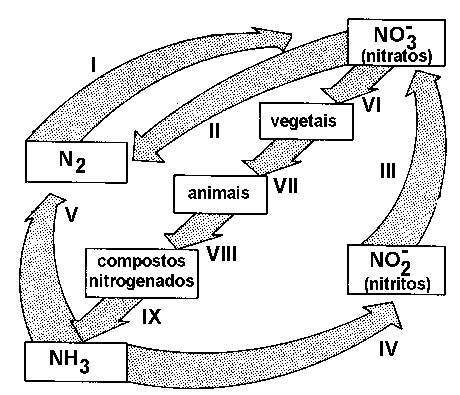 NO₃⁻
(nitratos)
I
VI
II
vegetais
N₂
III
VII
animais
V
VIII
compostos
nitrogenados
NO₂⁻
(nitritos)
IX
NH₃
IV